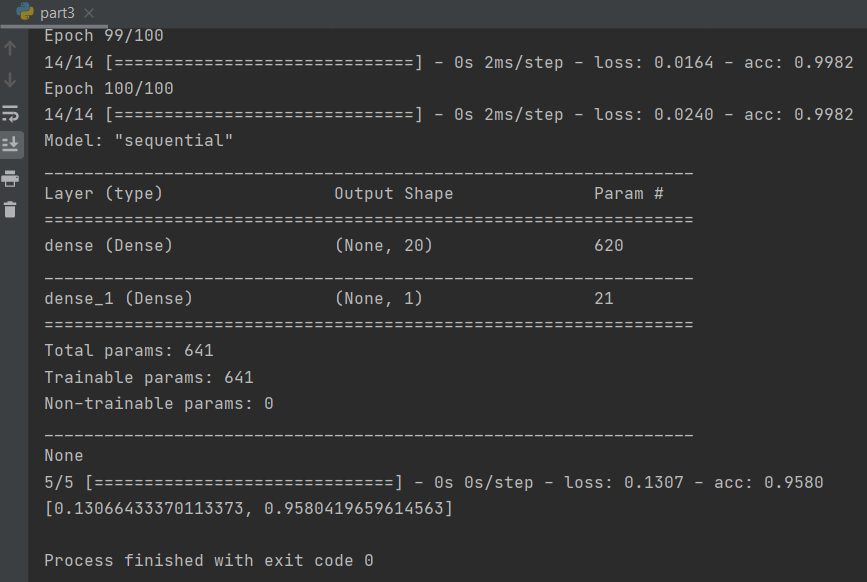 part3
Epoch 99/100
14/14 [==============================] - 0s 2ms/step - loss: 0.0164 - acc: 0.9982
Epoch 100/100
14/14 [==============================] - 0s 2ms/step - loss: 0.0240 - acc: 0.9982
Model: "sequential"
_________________________________________________________________
Layer (type)                 Output Shape              Param #
=================================================================
dense (Dense)                (None, 20)                620
_________________________________________________________________
dense_1 (Dense)              (None, 1)                 21
=================================================================
Total params: 641
Trainable params: 641
Non-trainable params: 0
_________________________________________________________________
None
5/5 [==============================] - 0s 0s/step - loss: 0.1307 - acc: 0.9580
[0.13066433370113373, 0.9580419659614563]
Process finished with exit code 0